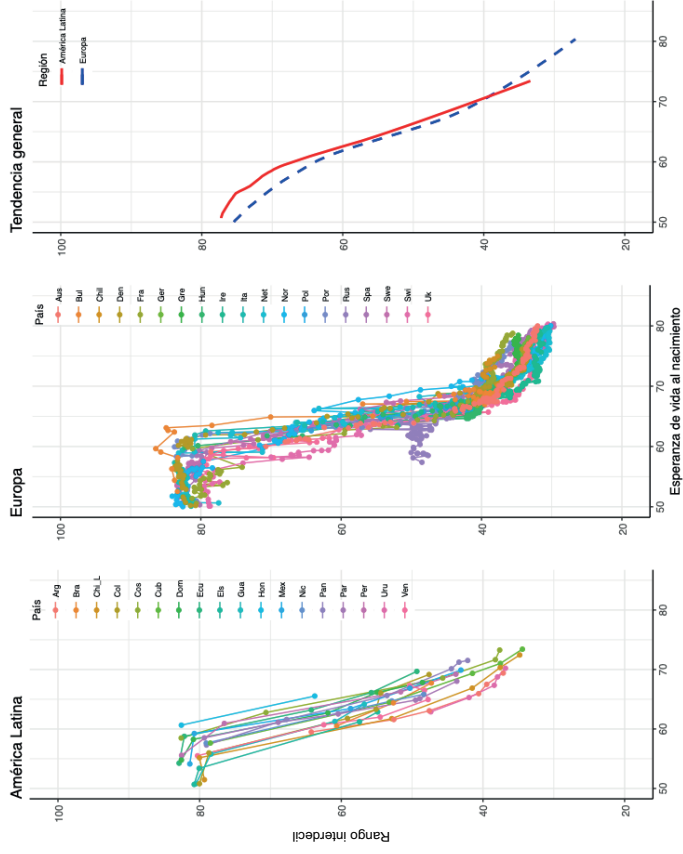 América Latina
País
Arg
Bra
Chi_L
Col
Cos
Cub
Dom
Ecu
Els
Gua
Hon
Mex
Nic
Pan
Par
Per
Uru
Ven
100
80
60
40
20
50
60
70
80
Rango interdecil
Europa
País
Aus
Bul
Chil
Den
Fra
Ger
Gre
Hun
Ire
Ita
Net
Nor
Pol
Por
Rus
Spa
Swe
Swi
Uk
100
80
60
40
20
50
60
70
80
Esperanza de vida al nacimiento
Tendencia general
Región
América Latina
Europa
100
80
60
40
20
50
60
70
80